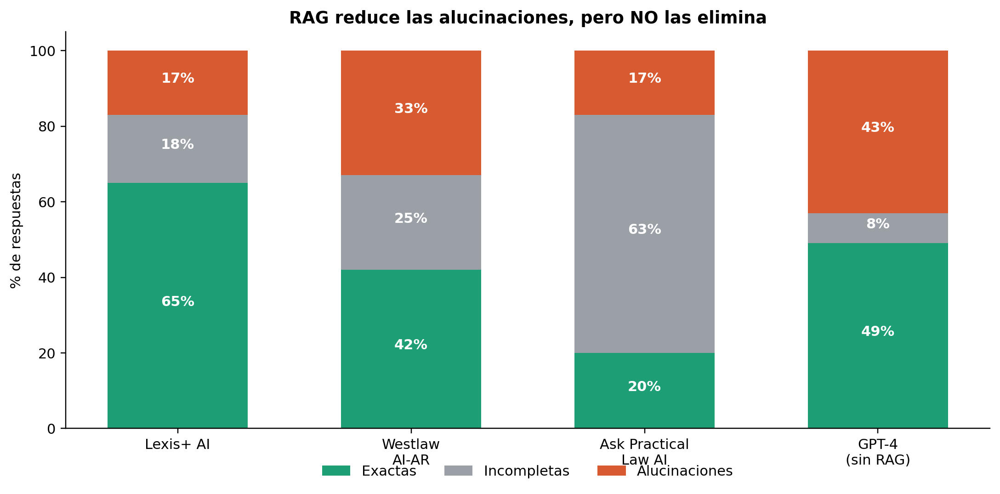 RAG reduce las alucinaciones, pero NO las elimina
% de respuestas
100
80
60
40
20
0
17%
18%
65%
33%
25%
42%
17%
63%
20%
43%
8%
49%
Lexis+ AI
Westlaw
AI-AR
Ask Practical
Law AI
GPT-4
(sin RAG)
Exactas
Incompletas
Alucinaciones